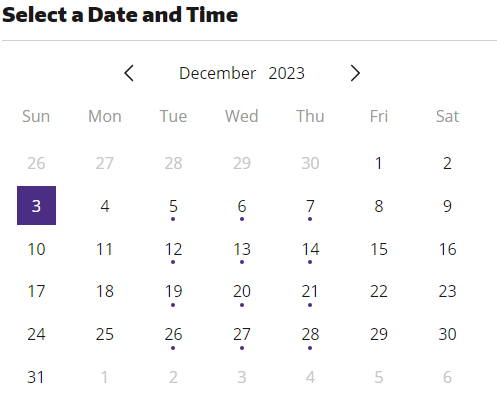 Select a Date and Time
December 2023
Sun Mon Tue Wed Thu Fri Sat
26 27 28 29 30 1 2
3 4 5 6 7 8 9
10 11 12 13 14 15 16
17 18 19 20 21 22 23
24 25 26 27 28 29 30
31 1 2 3 4 5 6